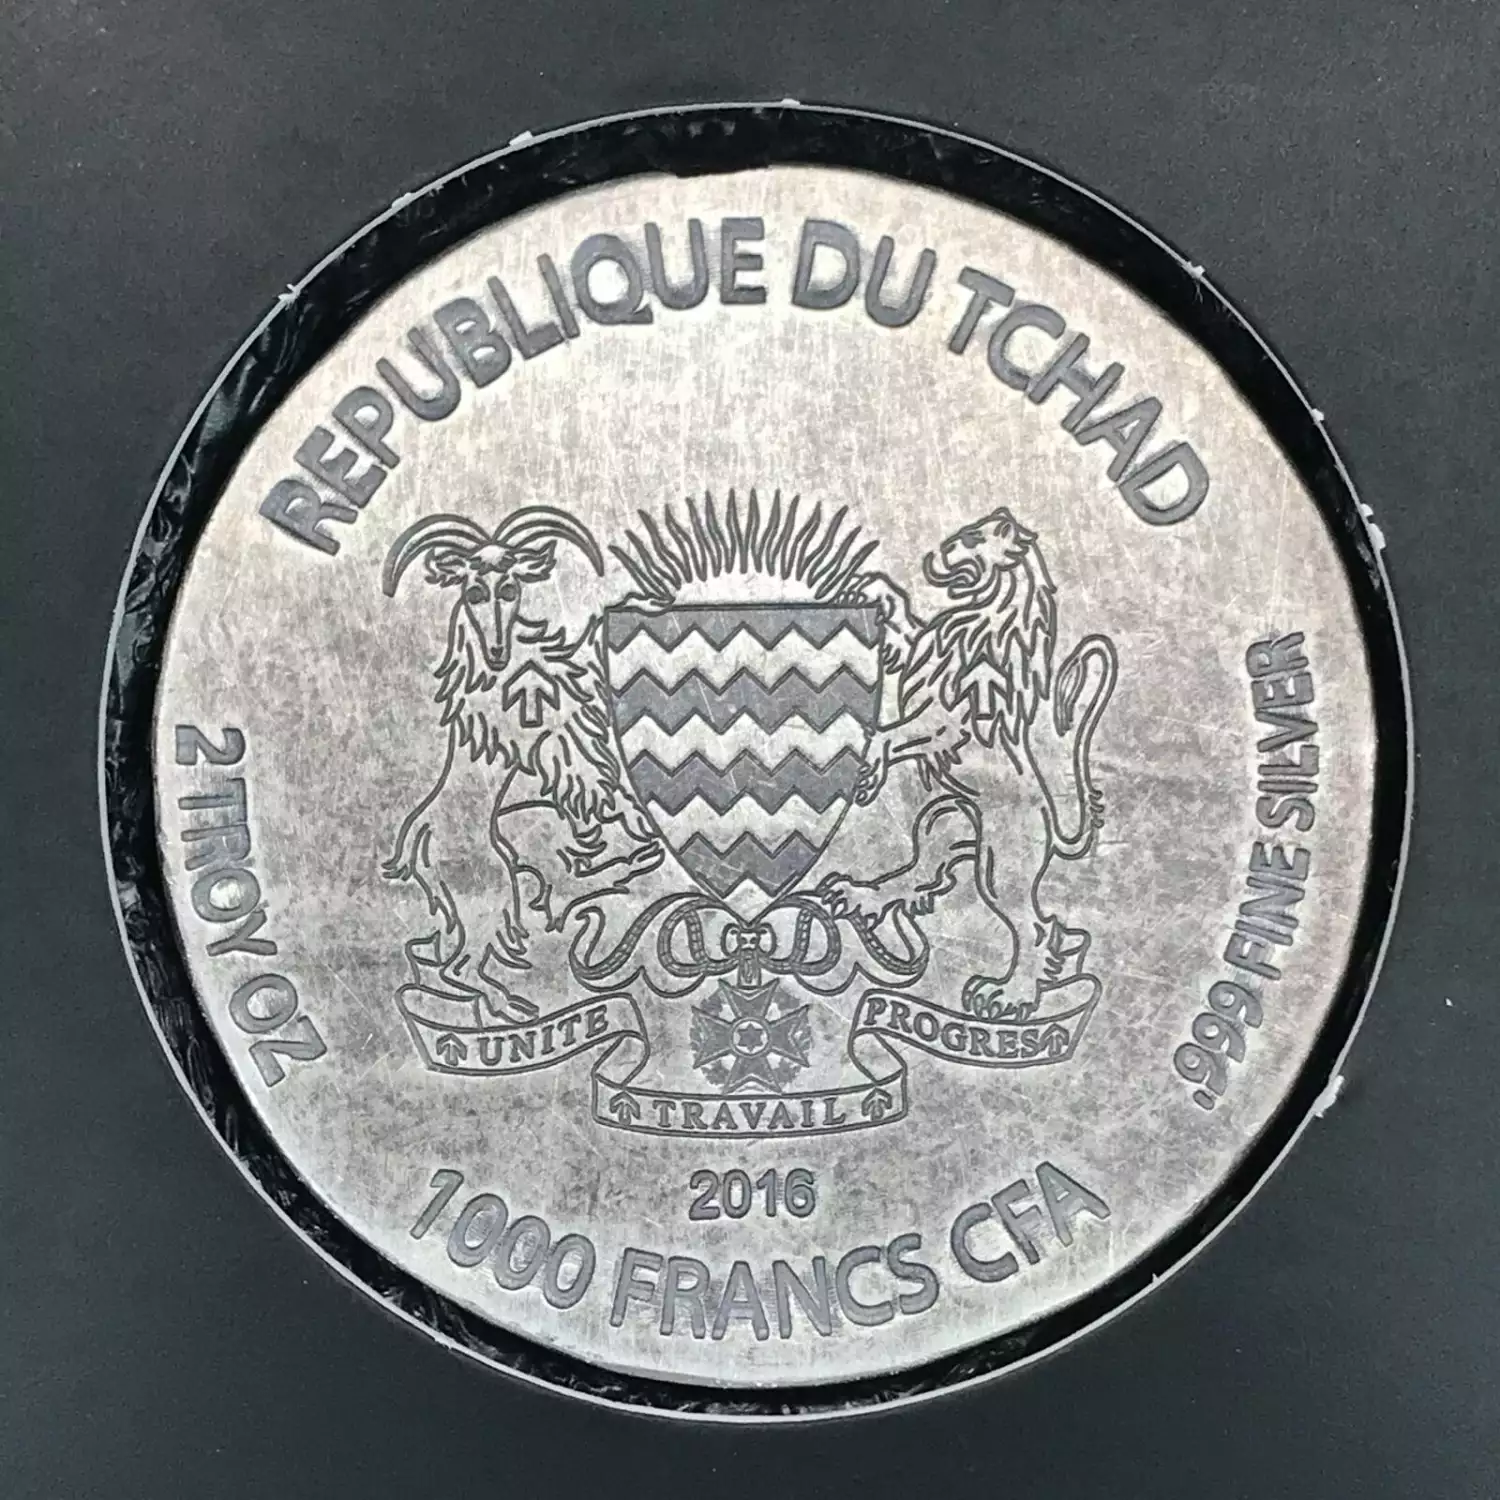 REPUBLIQUE DU TCHAD
2 TROY OZ
.999 FINE SILVER
UNITE
TRAVAIL
PROGRES
2016
1000 FRANCS CFA